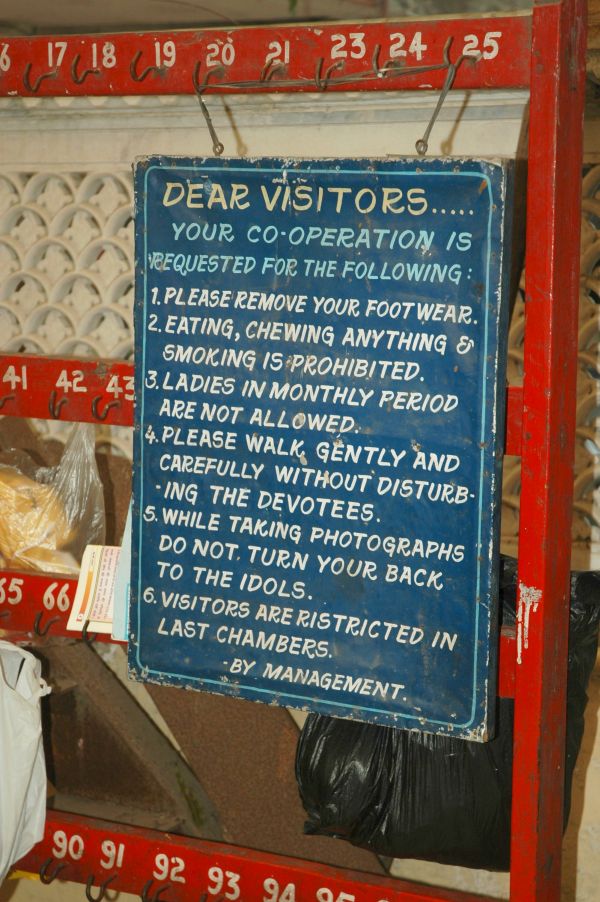 6 17 18 19 20 21 23 24 25
DEAR VISITORS.....
YOUR CO-OPERATION IS
REQUESTED FOR THE FOLLOWING:
1. PLEASE REMOVE YOUR FOOTWEAR.
2. EATING, CHEWING ANYTHING &
SMOKING IS PROHIBITED.
3. LADIES IN MONTHLY PERIOD
ARE NOT ALLOWED.
4. PLEASE WALK GENTLY AND
CAREFULLY WITHOUT DISTURB-
-ING THE DEVOTEES.
5. WHILE TAKING PHOTOGRAPHS
DO NOT TURN YOUR BACK
TO THE IDOLS.
6. VISITORS ARE RISTRICTED IN
LAST CHAMBERS.
-BY MANAGEMENT.
41 42 43
65 66
90 91 92 93 94 95